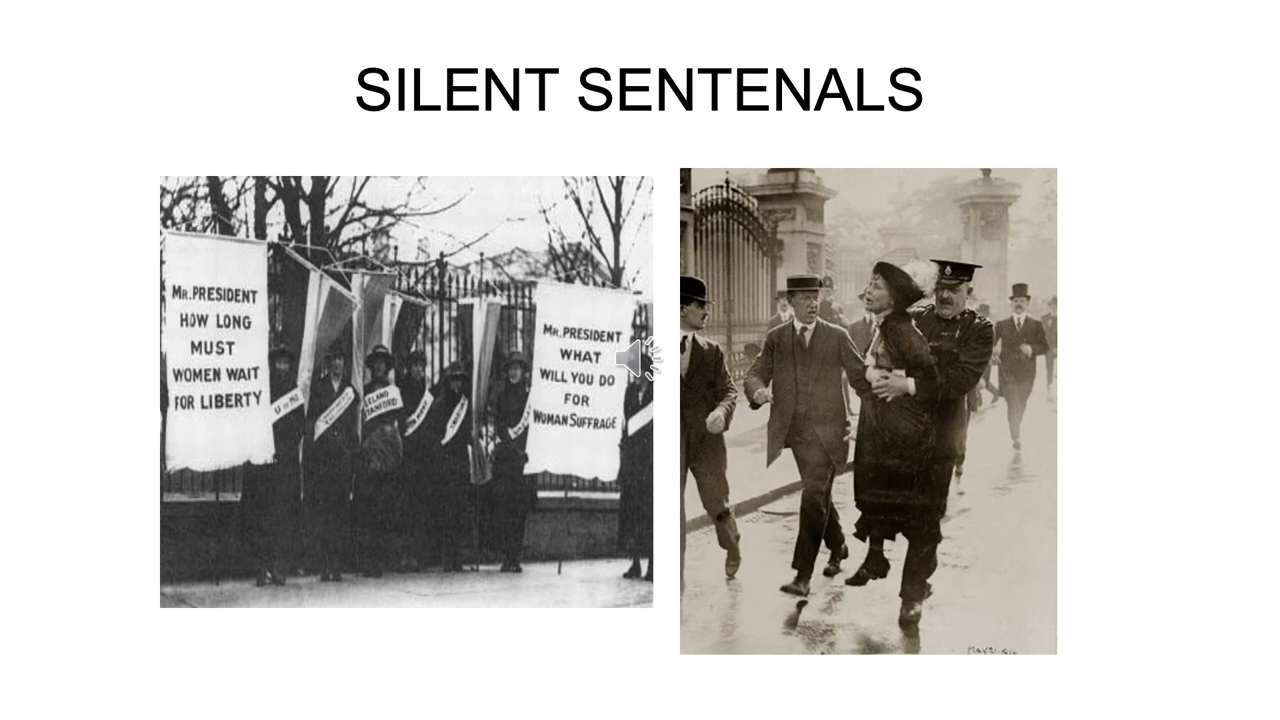 SILENT SENTENALS
MR. PRESIDENT
HOW LONG
MUST
WOMEN WAIT
FOR LIBERTY
LELAND
STANFORD
MR. PRESIDENT
WHAT
WILL YOU DO
FOR
WOMAN SUFFRAGE